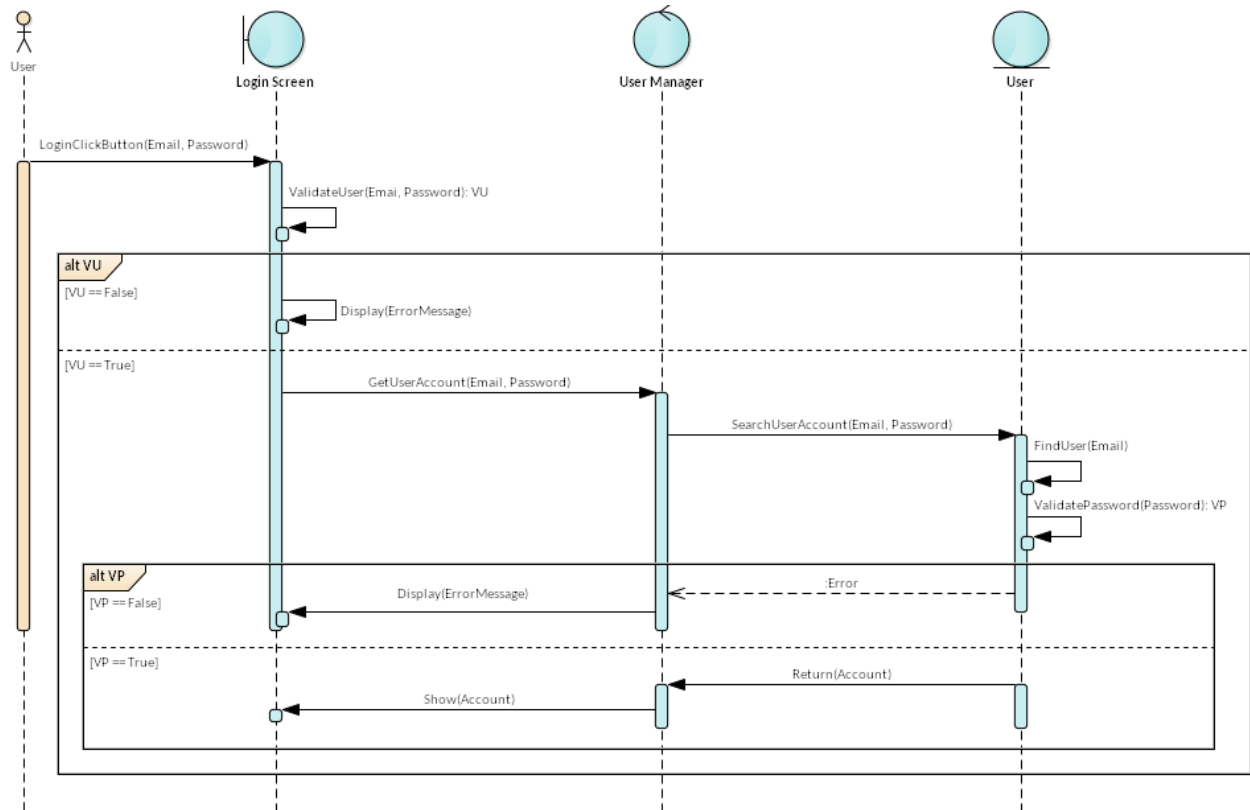 User
Login Screen
User Manager
User
LoginClickButton(Email, Password)
ValidateUser(Emai, Password): VU
alt VU
[VU == False]
Display(ErrorMessage)
[VU == True]
GetUserAccount(Email, Password)
SearchUserAccount(Email, Password)
FindUser(Email)
ValidatePassword(Password): VP
alt VP
:Error
Display(ErrorMessage)
[VP == False]
[VP == True]
Return(Account)
Show(Account)